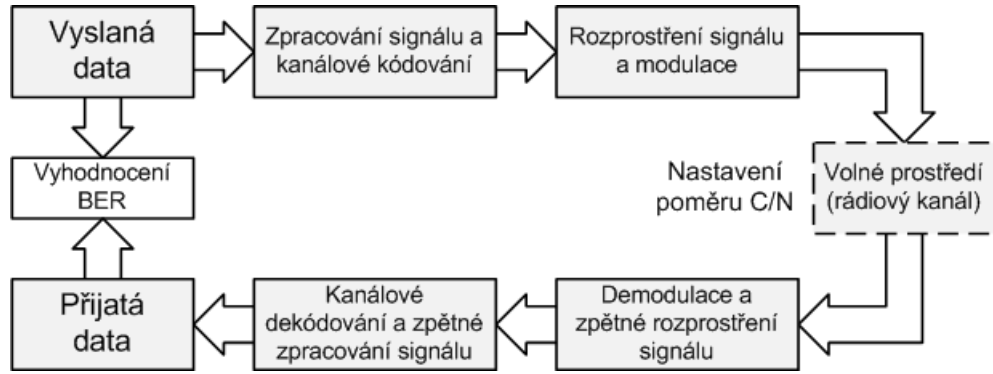 Vyslaná
data
Zpracování signálu a
kanálové kódování
Rozprostření signálu
a modulace
Vyhodnocení
BER
Nastavení
poměru C/N
Volné prostředí
(rádiový kanál)
Přijatá
data
Kanálové
dekódování a zpětné
zpracování signálu
Demodulace a
zpětné rozprostření
signálu